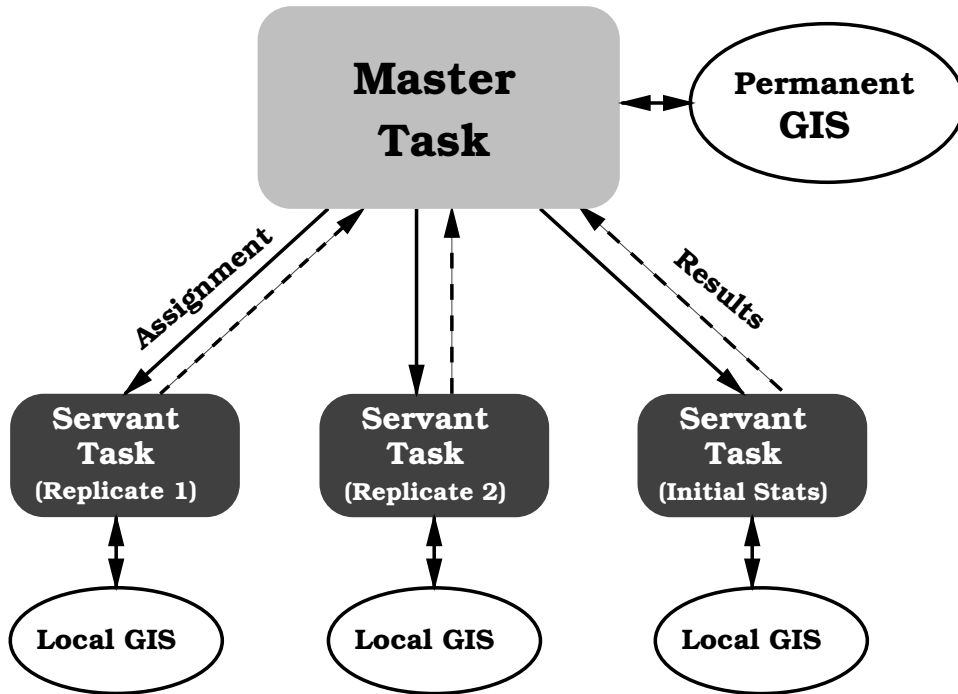 Master
Task
Permanent
GIS
Assignment
Results
Servant
Task
(Replicate 1)
Servant
Task
(Replicate 2)
Servant
Task
(Initial Stats)
Local GIS
Local GIS
Local GIS